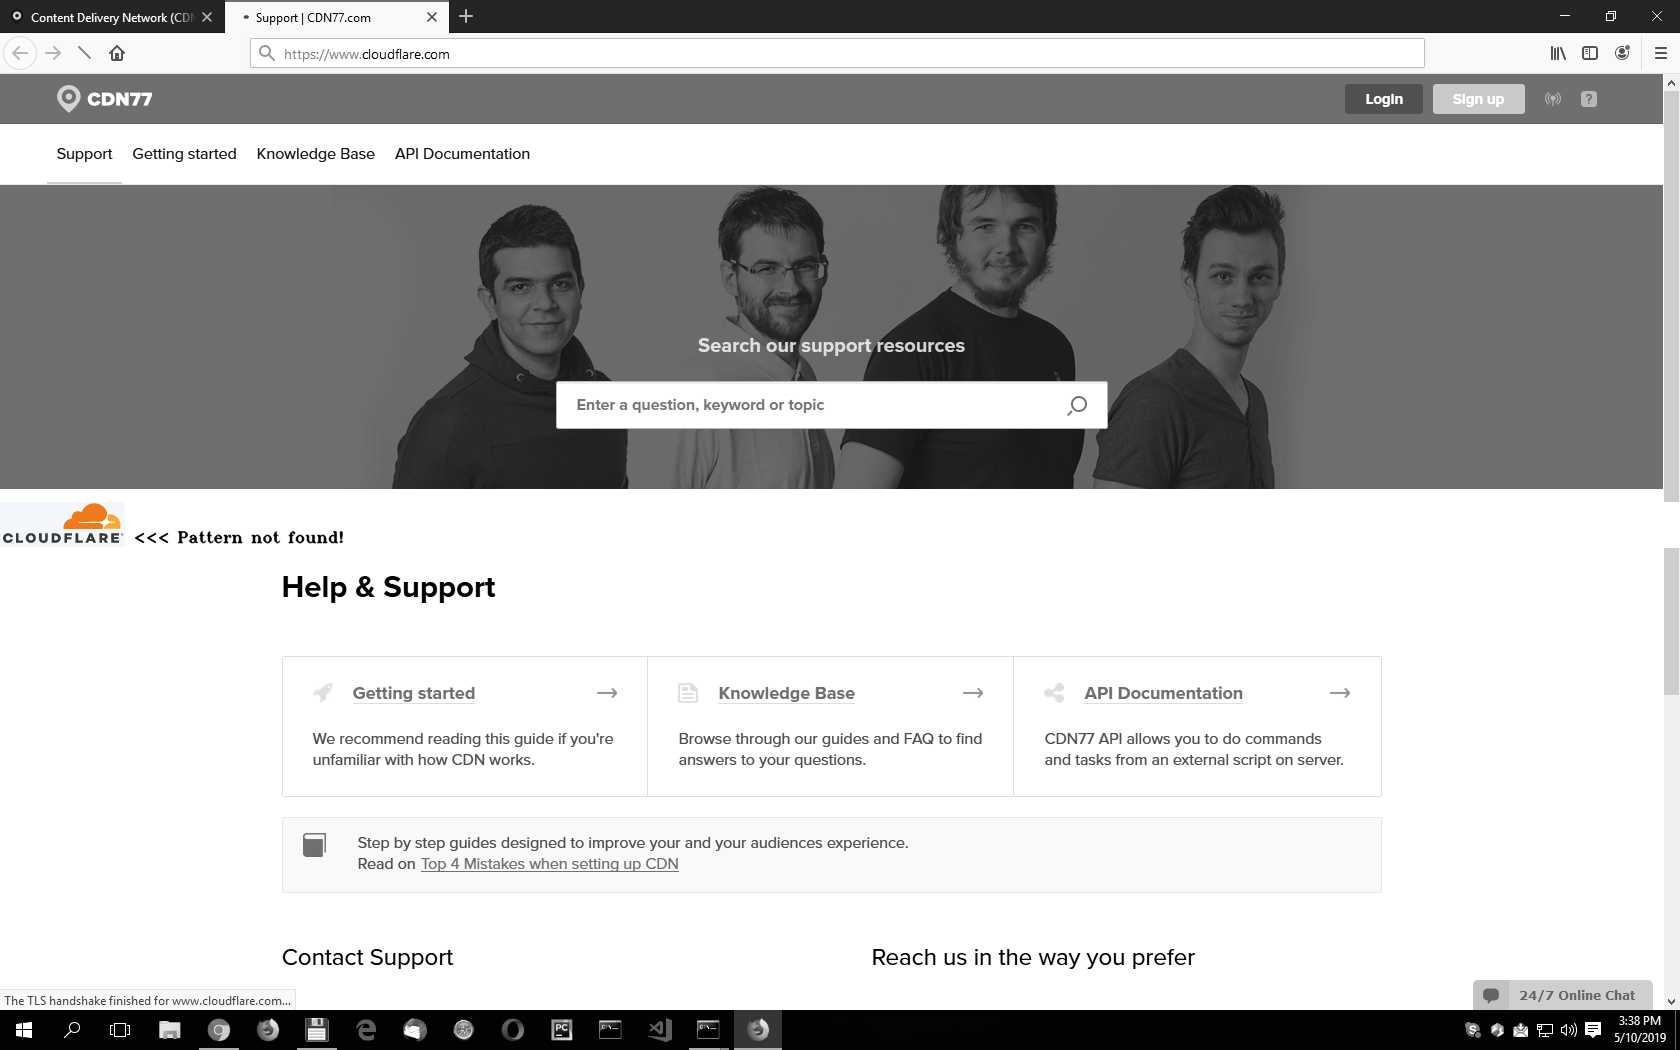 Content Delivery Network (CDN
Support | CDN77.com
https://www.cloudflare.com
CDN77
Login
Sign up
?
Support
Getting started
Knowledge Base
API Documentation
Search our support resources
Enter a question, keyword or topic
CLOUDFLARE
<<< Pattern not found!
Help & Support
Getting started
We recommend reading this guide if you're
unfamiliar with how CDN works.
Knowledge Base
Browse through our guides and FAQ to find
answers to your questions.
API Documentation
CDN77 API allows you to do commands
and tasks from an external script on server.
Step by step guides designed to improve your and your audiences experience.
Read on Top 4 Mistakes when setting up CDN
Contact Support
Reach us in the way you prefer
The TLS handshake finished for www.cloudflare.com...
24/7 Online Chat
PC
3:38 PM
5/10/2019